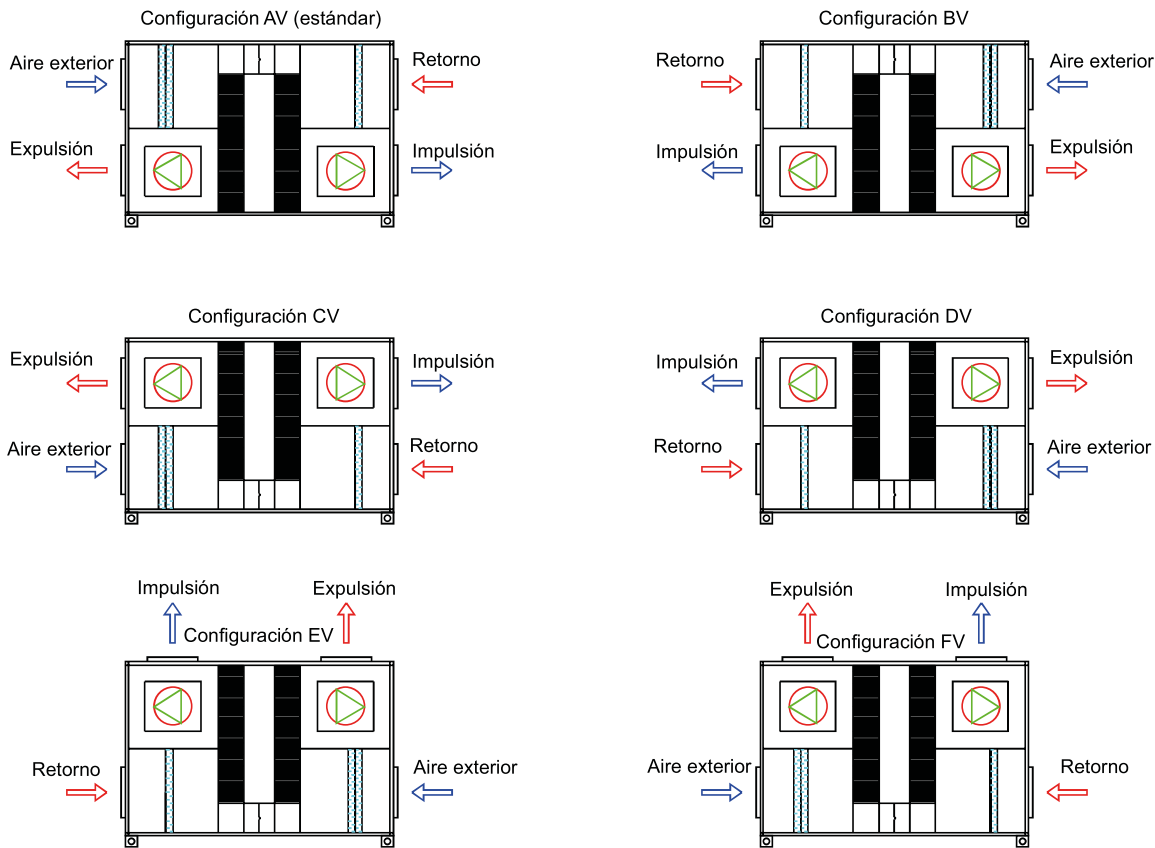 Configuración AV (estándar)
Aire exterior
Retorno
Expulsión
Impulsión
Configuración BV
Retorno
Aire exterior
Impulsión
Expulsión
Configuración CV
Expulsión
Impulsión
Aire exterior
Retorno
Configuración DV
Impulsión
Expulsión
Retorno
Aire exterior
Impulsión
Expulsión
Configuración EV
Retorno
Aire exterior
Expulsión
Impulsión
Configuración FV
Aire exterior
Retorno